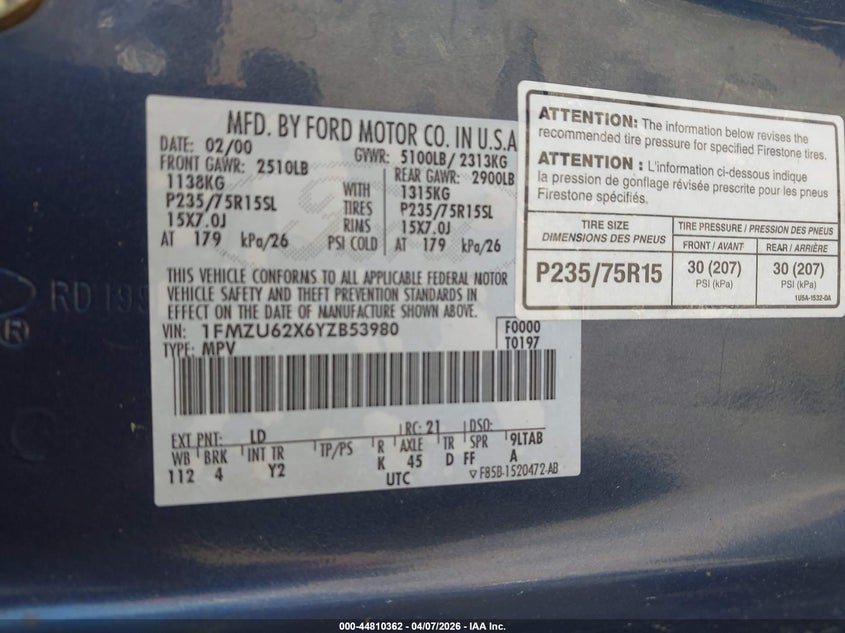 MFD. BY FORD MOTOR CO. IN U.S.A
DATE: 02/00 GVWR: 5100LB/ 2313KG
FRONT GAWR: 2510LB REAR GAWR: 2900LB
1138KG WITH 1315KG
P235/75R15SL TIRES P235/75R15SL
15X7.0J RIMS 15X7.0J
AT 179 kPa/26 PSI COLD AT 179 kPa/26
THIS VEHICLE CONFORMS TO ALL APPLICABLE FEDERAL MOTOR
VEHICLE SAFETY AND THEFT PREVENTION STANDARDS IN
EFFECT ON THE DATE OF MANUFACTURE SHOWN ABOVE.
VIN: 1FMZU62X6YZB53980 F0000
TYPE: MPV T0197
EXT PNT: LD RC: 21 DSO:
WB BRK INT TR TP/PS R AXLE TR SPR 9LTAB
112 4 Y2 K 45 D FF A
UTC ▽ F85B-1520472-AB
ATTENTION: The information below revises the
recommended tire pressure for specified Firestone tires.
ATTENTION : L'information ci-dessous indique
la pression de gonflage révisée prescrite pour les pneus
Firestone spécifiés.
TIRE SIZE TIRE PRESSURE / PRESSION DES PNEUS
DIMENSIONS DES PNEUS FRONT / AVANT REAR / ARRIÈRE
P235/75R15 30 (207) 30 (207)
PSI (kPa) PSI (kPa)
1U5A-1532-0A
RD 199
®
000-44810362 - 04/07/2026 - IAA Inc.